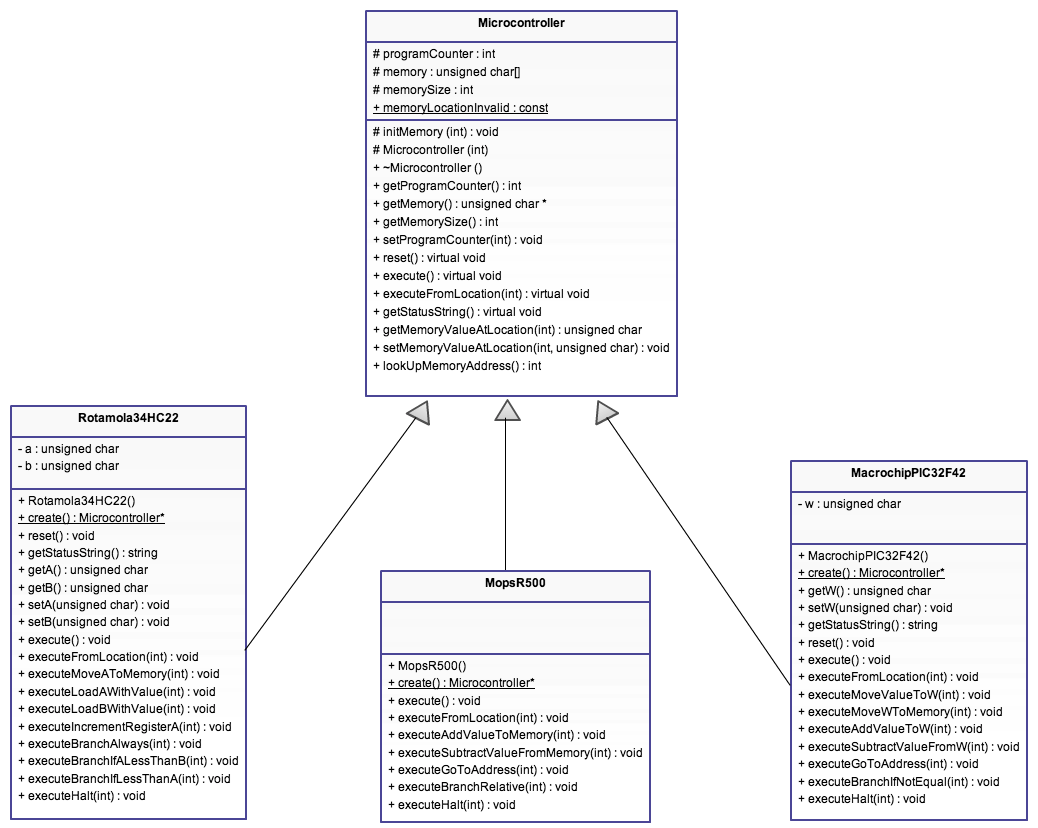 Microcontroller
# programCounter : int
# memory : unsigned char[]
# memorySize : int
+ memoryLocationInvalid : const
# initMemory (int) : void
# Microcontroller (int)
+ ~Microcontroller ()
+ getProgramCounter() : int
+ getMemory() : unsigned char *
+ getMemorySize() : int
+ setProgramCounter(int) : void
+ reset() : virtual void
+ execute() : virtual void
+ executeFromLocation(int) : virtual void
+ getStatusString() : virtual void
+ getMemoryValueAtLocation(int) : unsigned char
+ setMemoryValueAtLocation(int, unsigned char) : void
+ lookUpMemoryAddress() : int
Rotamola34HC22
- a : unsigned char
- b : unsigned char
+ Rotamola34HC22()
+ create() : Microcontroller*
+ reset() : void
+ getStatusString() : string
+ getA() : unsigned char
+ getB() : unsigned char
+ setA(unsigned char) : void
+ setB(unsigned char) : void
+ execute() : void
+ executeFromLocation(int) : void
+ executeMoveAToMemory(int) : void
+ executeLoadAWithValue(int) : void
+ executeLoadBWithValue(int) : void
+ executeIncrementRegisterA(int) : void
+ executeBranchAlways(int) : void
+ executeBranchIfALessThanB(int) : void
+ executeBranchIfLessThanA(int) : void
+ executeHalt(int) : void
MopsR500
+ MopsR500()
+ create() : Microcontroller*
+ execute() : void
+ executeFromLocation(int) : void
+ executeAddValueToMemory(int) : void
+ executeSubtractValueFromMemory(int) : void
+ executeGoToAddress(int) : void
+ executeBranchRelative(int) : void
+ executeHalt(int) : void
MacrochipPIC32F42
- w : unsigned char
+ MacrochipPIC32F42()
+ create() : Microcontroller*
+ getW() : unsigned char
+ setW(unsigned char) : void
+ getStatusString() : string
+ reset() : void
+ execute() : void
+ executeFromLocation(int) : void
+ executeMoveValueToW(int) : void
+ executeMoveWToMemory(int) : void
+ executeAddValueToW(int) : void
+ executeSubtractValueFromW(int) : void
+ executeGoToAddress(int) : void
+ executeBranchIfNotEqual(int) : void
+ executeHalt(int) : void